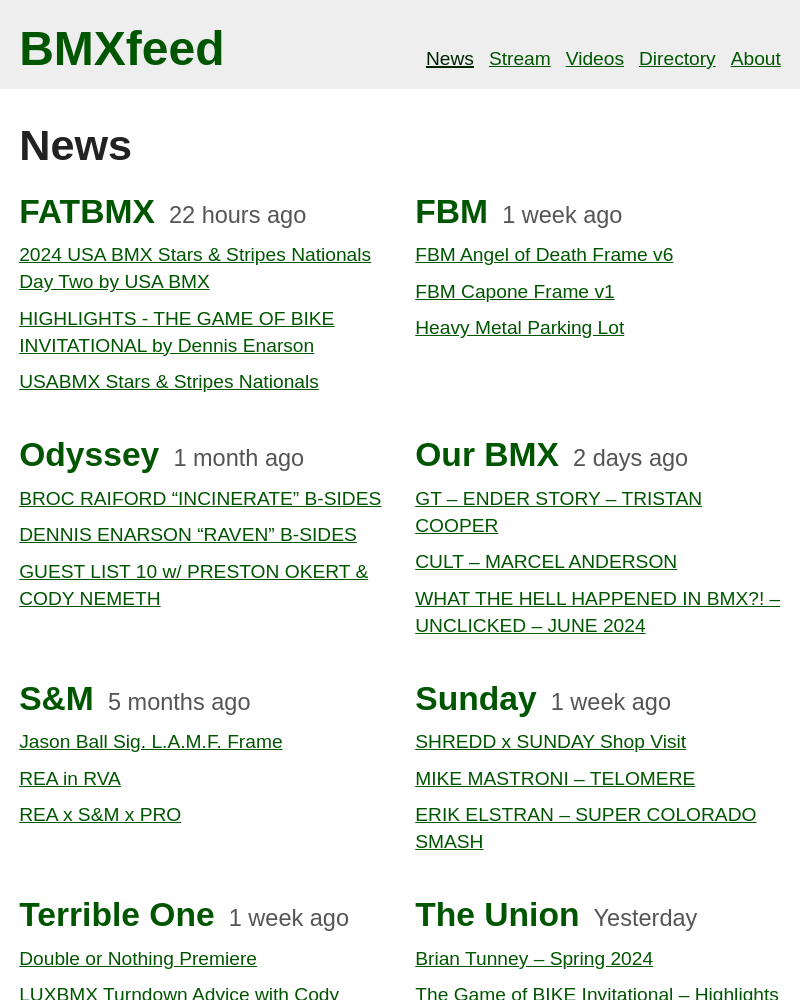 BMXfeed
News Stream Videos Directory About
News
FATBMX 22 hours ago
2024 USA BMX Stars & Stripes Nationals
Day Two by USA BMX
HIGHLIGHTS - THE GAME OF BIKE
INVITATIONAL by Dennis Enarson
USABMX Stars & Stripes Nationals
FBM 1 week ago
FBM Angel of Death Frame v6
FBM Capone Frame v1
Heavy Metal Parking Lot
Odyssey 1 month ago
BROC RAIFORD “INCINERATE” B-SIDES
DENNIS ENARSON “RAVEN” B-SIDES
GUEST LIST 10 w/ PRESTON OKERT &
CODY NEMETH
Our BMX 2 days ago
GT – ENDER STORY – TRISTAN
COOPER
CULT – MARCEL ANDERSON
WHAT THE HELL HAPPENED IN BMX?! –
UNCLICKED – JUNE 2024
S&M 5 months ago
Jason Ball Sig. L.A.M.F. Frame
REA in RVA
REA x S&M x PRO
Sunday 1 week ago
SHREDD x SUNDAY Shop Visit
MIKE MASTRONI – TELOMERE
ERIK ELSTRAN – SUPER COLORADO
SMASH
Terrible One 1 week ago
Double or Nothing Premiere
LUXBMX Turndown Advice with Cody
The Union Yesterday
Brian Tunney – Spring 2024
The Game of BIKE Invitational – Highlights